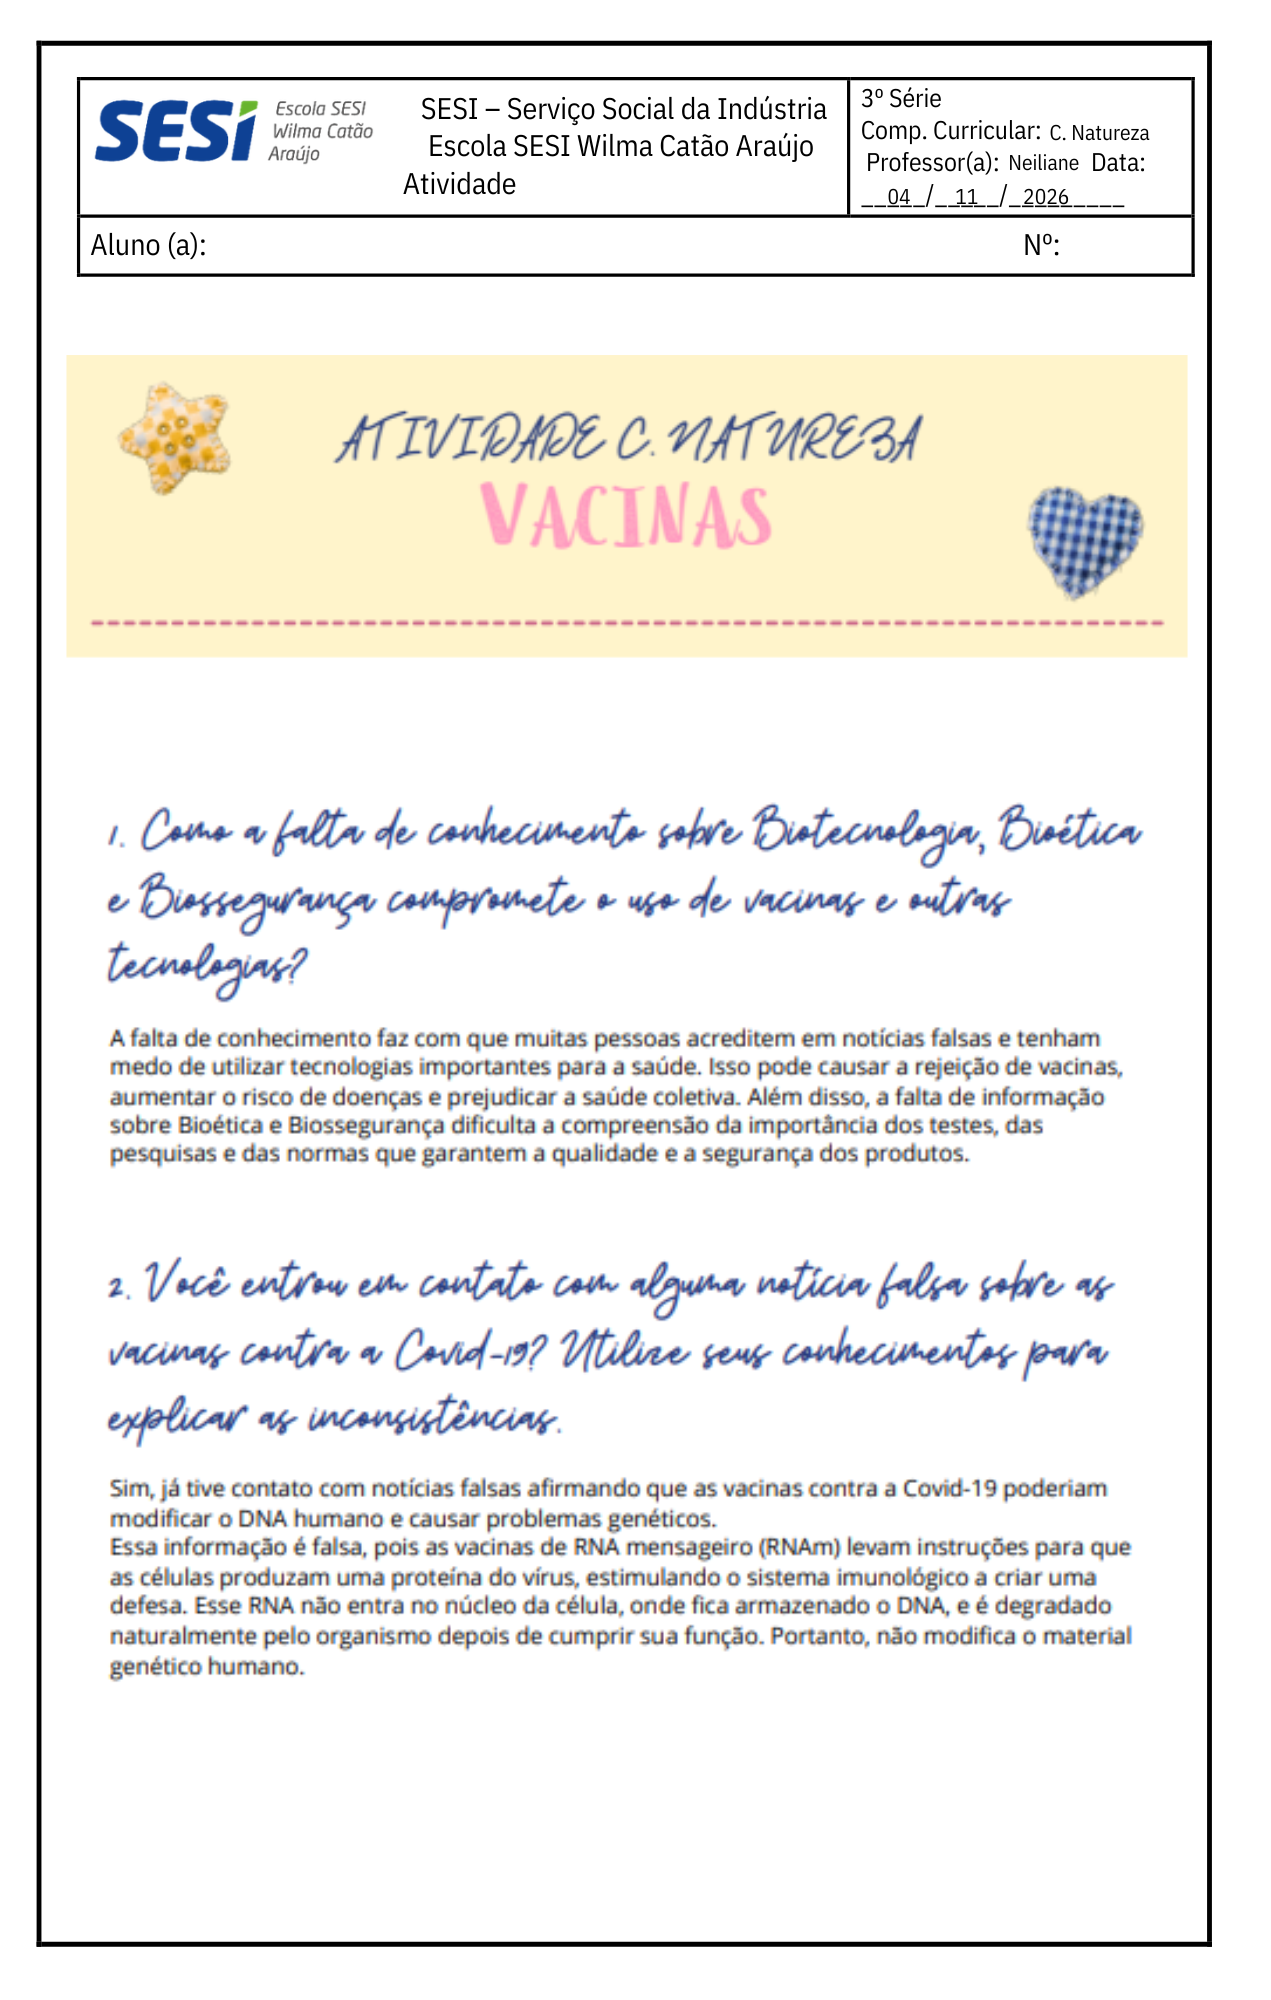 SESI
Escola SESI
Wilma Catão
Araújo
SESI – Serviço Social da Indústria
Escola SESI Wilma Catão Araújo
Atividade
3º Série
Comp. Curricular: C. Natureza
Professor(a): Neiliane Data:
__04_/__11__/_2026____
Aluno (a):
Nº:
ATIVIDADE C. NATUREZA
VACINAS
1. Como a falta de conhecimento sobre Biotecnologia, Bioética
e Biossegurança compromete o uso de vacinas e outras
tecnologias?
A falta de conhecimento faz com que muitas pessoas acreditem em notícias falsas e tenham
medo de utilizar tecnologias importantes para a saúde. Isso pode causar a rejeição de vacinas,
aumentar o risco de doenças e prejudicar a saúde coletiva. Além disso, a falta de informação
sobre Bioética e Biossegurança dificulta a compreensão da importância dos testes, das
pesquisas e das normas que garantem a qualidade e a segurança dos produtos.
2. Você entrou em contato com alguma notícia falsa sobre as
vacinas contra a Covid-19? Utilize seus conhecimentos para
explicar as inconsistências.
Sim, já tive contato com notícias falsas afirmando que as vacinas contra a Covid-19 poderiam
modificar o DNA humano e causar problemas genéticos.
Essa informação é falsa, pois as vacinas de RNA mensageiro (RNAm) levam instruções para que
as células produzam uma proteína do vírus, estimulando o sistema imunológico a criar uma
defesa. Esse RNA não entra no núcleo da célula, onde fica armazenado o DNA, e é degradado
naturalmente pelo organismo depois de cumprir sua função. Portanto, não modifica o material
genético humano.